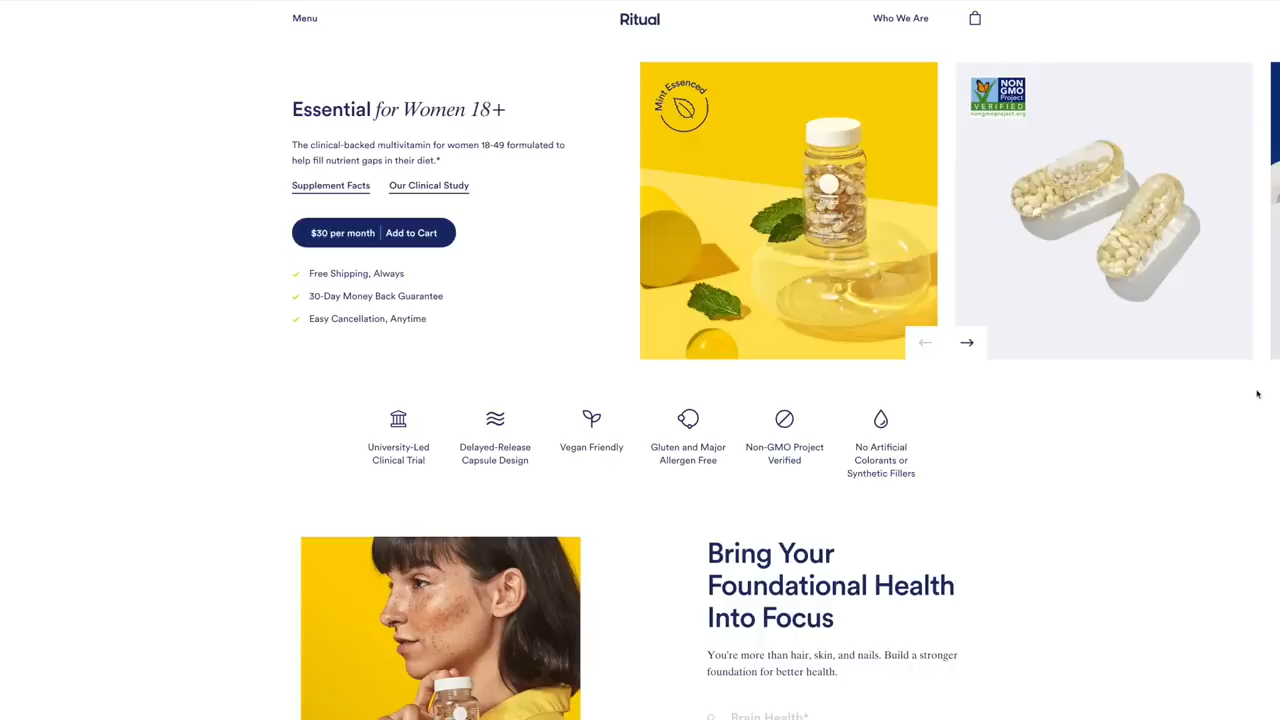 Menu
Ritual
Who We Are
Essential for Women 18+
The clinical-backed multivitamin for women 18-49 formulated to
help fill nutrient gaps in their diet.*
Supplement Facts
Our Clinical Study
$30 per month | Add to Cart
Free Shipping, Always
30-Day Money Back Guarantee
Easy Cancellation, Anytime
Mint Essenced
Ritual
NON
GMO
Project
VERIFIED
nongmoproject.org
University-Led
Clinical Trial
Delayed-Release
Capsule Design
Vegan Friendly
Gluten and Major
Allergen Free
Non-GMO Project
Verified
No Artificial
Colorants or
Synthetic Fillers
Bring Your
Foundational Health
Into Focus
You're more than hair, skin, and nails. Build a stronger
foundation for better health.
Brain Health*